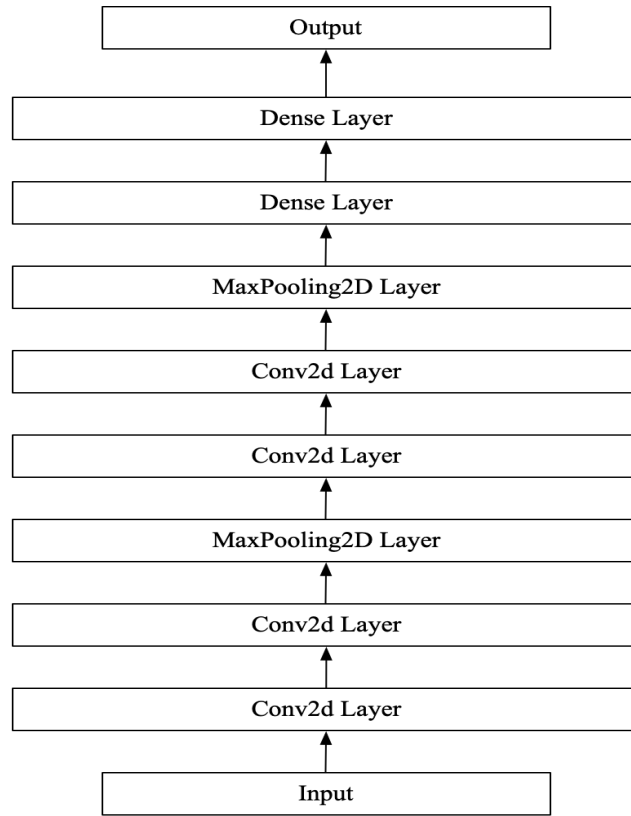 Output
Dense Layer
Dense Layer
MaxPooling2D Layer
Conv2d Layer
Conv2d Layer
MaxPooling2D Layer
Conv2d Layer
Conv2d Layer
Input